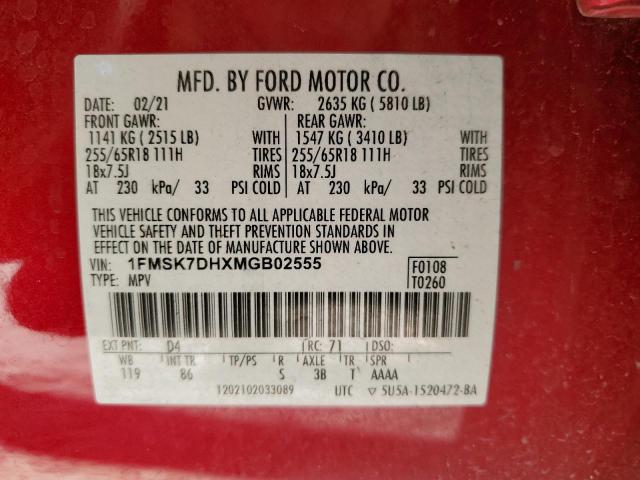 MFD. BY FORD MOTOR CO.
DATE: 02/21 GVWR: 2635 KG ( 5810 LB)
FRONT GAWR: REAR GAWR:
1141 KG ( 2515 LB) WITH 1547 KG ( 3410 LB) WITH
255/65R18 111H TIRES 255/65R18 111H TIRES
18x7.5J RIMS 18x7.5J RIMS
AT 230 kPa/ 33 PSI COLD AT 230 kPa/ 33 PSI COLD
THIS VEHICLE CONFORMS TO ALL APPLICABLE FEDERAL MOTOR
VEHICLE SAFETY AND THEFT PREVENTION STANDARDS IN
EFFECT ON THE DATE OF MANUFACTURE SHOWN ABOVE.
VIN: 1FMSK7DHXMGB02555 F0108
TYPE: MPV T0260
EXT PNT: D4 RC: 71 DSO:
WB INT TR TP/PS R AXLE TR SPR
119 86 S 3B T AAAA
1202102033089 UTC 5U5A-1520472-BA